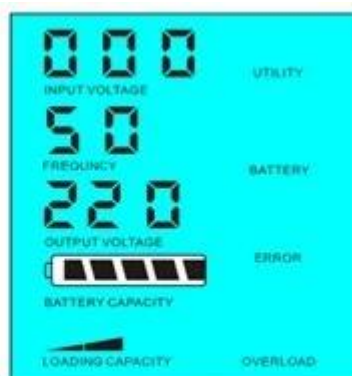 000
INPUT VOLTAGE
UTILITY
50
FREQUNCY
BATTERY
220
OUTPUT VOLTAGE
ERROR
BATTERY CAPACITY
LOADING CAPACITY
OVERLOAD